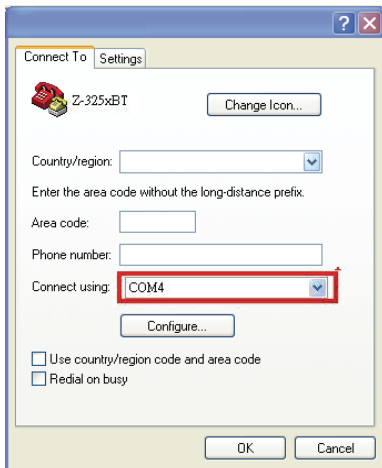 Connect To Settings
Z-325xBT
Change Icon...
Country/region:
Enter the area code without the long-distance prefix.
Area code:
Phone number:
Connect using: COM4
Configure...
Use country/region code and area code
Redial on busy
OK Cancel